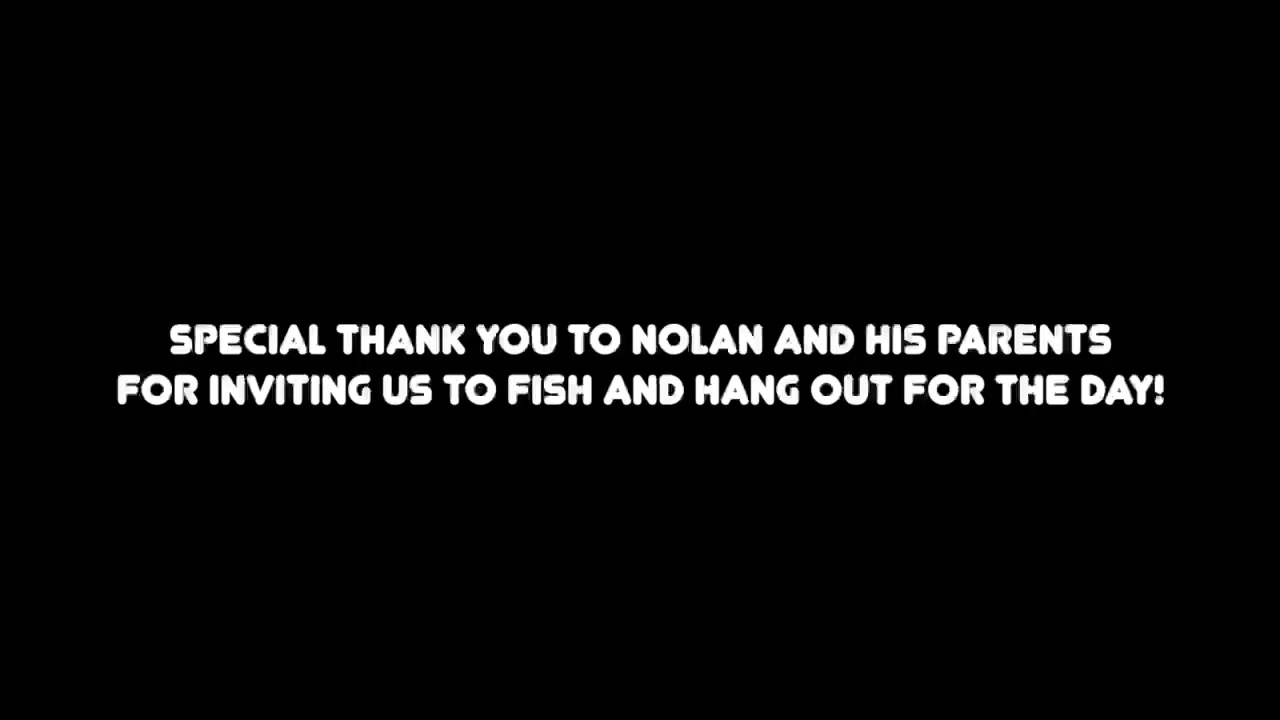 SPECIAL THANK YOU TO NOLAN AND HIS PARENTS
FOR INVITING US TO FISH AND HANG OUT FOR THE DAY!